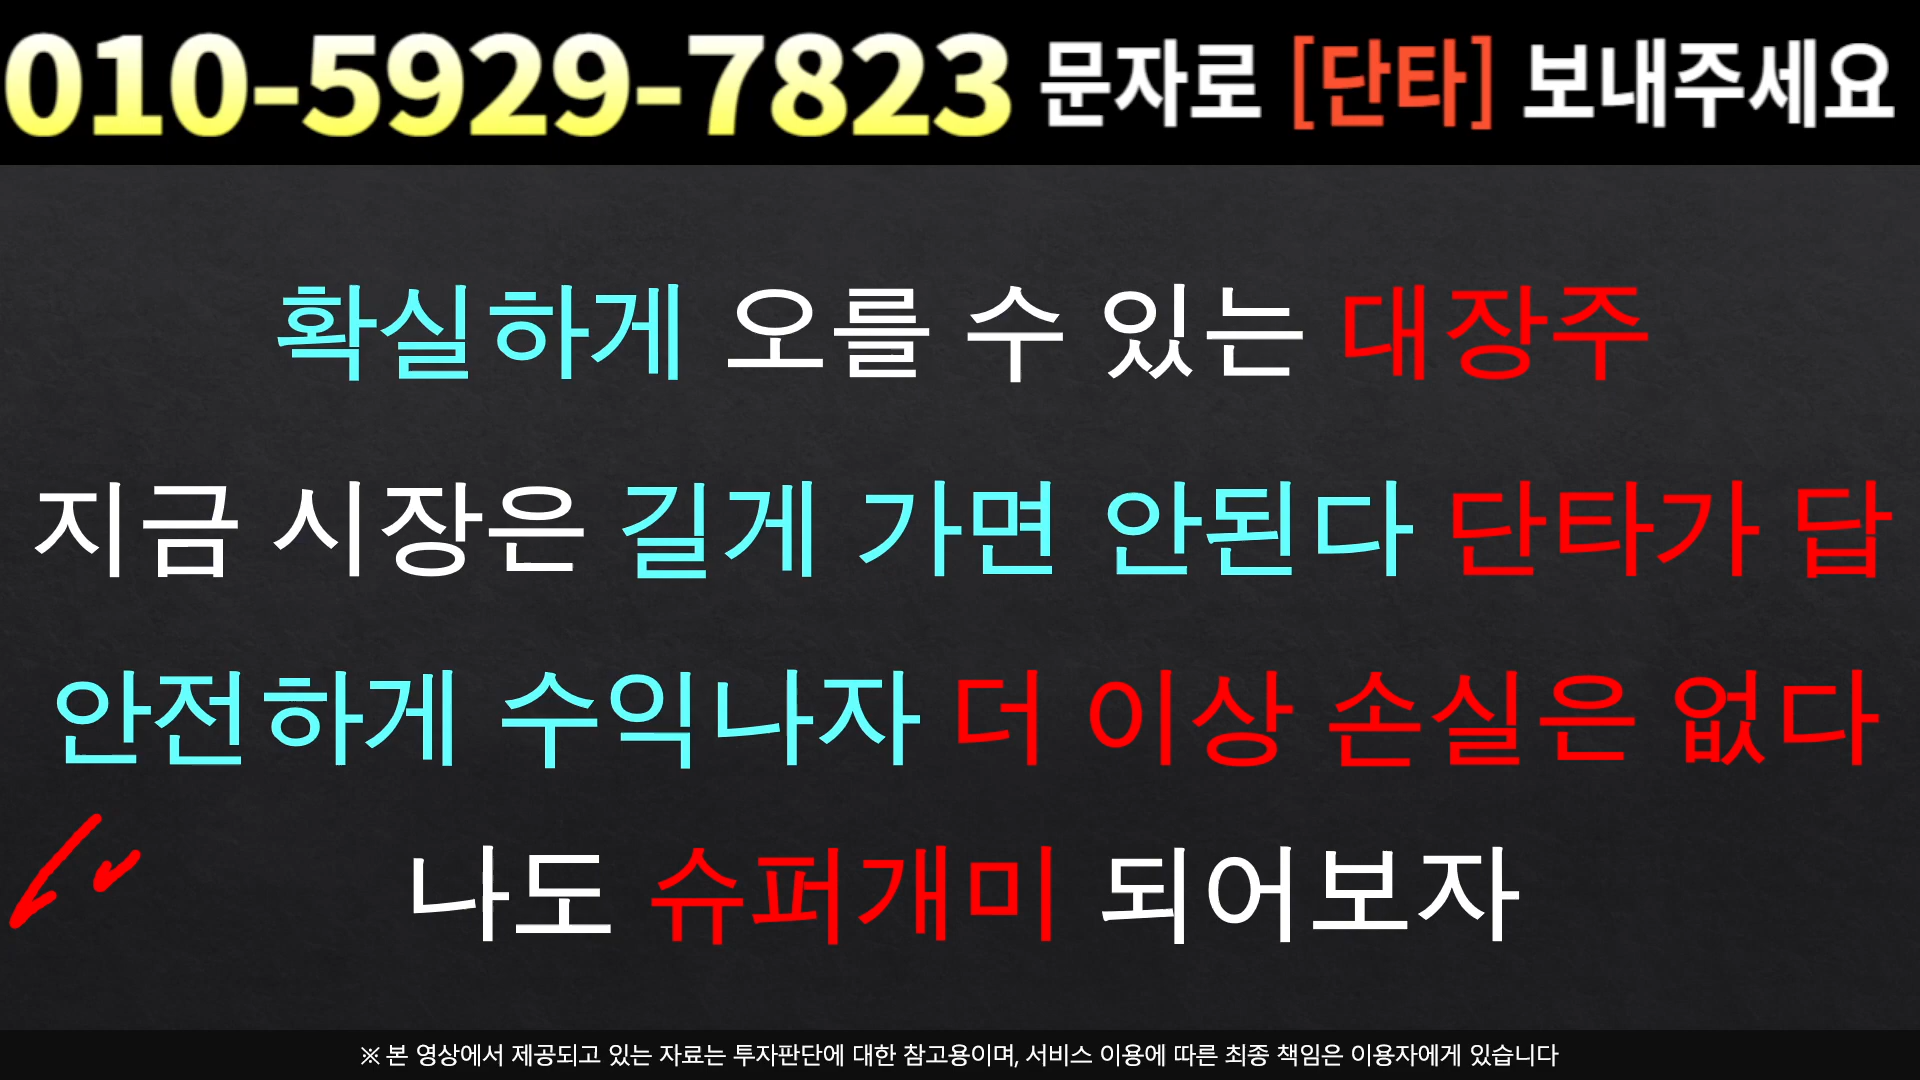 010-5929-7823 문자로 [단타] 보내주세요
확실하게 오를 수 있는 대장주
지금 시장은 길게 가면 안된다 단타가 답
안전하게 수익나자 더 이상 손실은 없다
나도 슈퍼개미 되어보자
※ 본 영상에서 제공되고 있는 자료는 투자판단에 대한 참고용이며, 서비스 이용에 따른 최종 책임은 이용자에게 있습니다